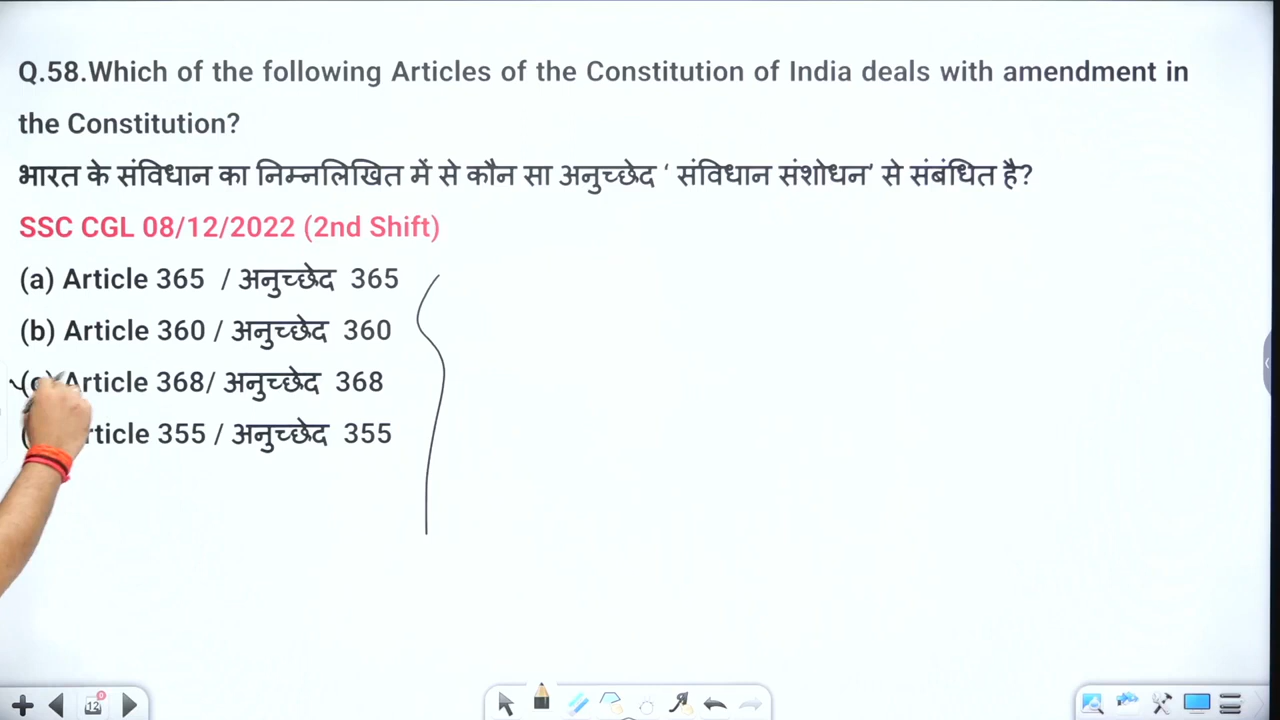 Q.58.Which of the following Articles of the Constitution of India deals with amendment in
the Constitution?
भारत के संविधान का निम्नलिखित में से कौन सा अनुच्छेद ‘ संविधान संशोधन’ से संबंधित है?
SSC CGL 08/12/2022 (2nd Shift)
(a) Article 365 / अनुच्छेद 365
(b) Article 360 / अनुच्छेद 360
Article 368/ अनुच्छेद 368
355 / अनुच्छेद 355
12